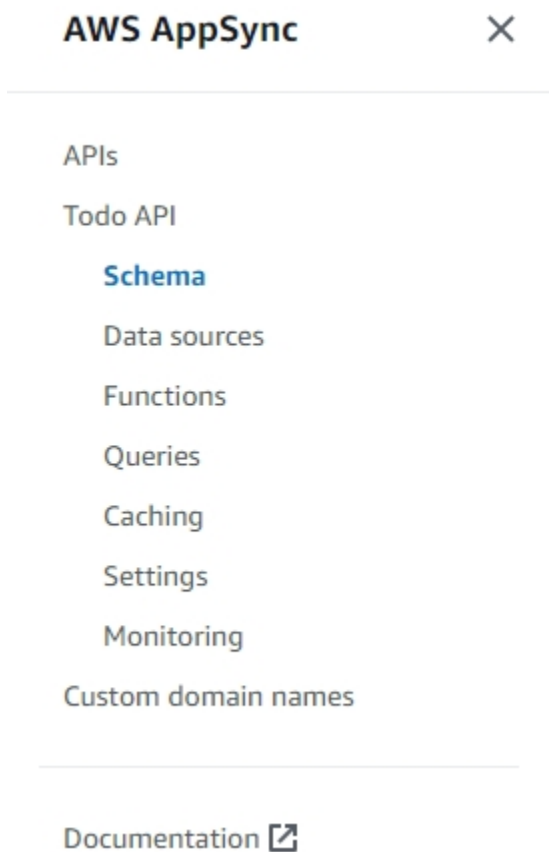 AWS AppSync
APIs
Todo API
Schema
Data sources
Functions
Queries
Caching
Settings
Monitoring
Custom domain names
Documentation